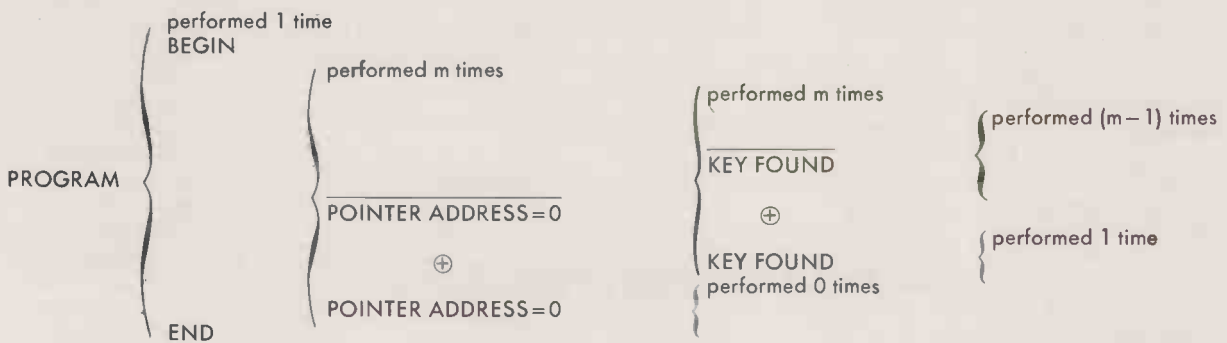 performed 1 time
BEGIN
performed m times
performed m times
performed (m – 1) times
PROGRAM
KEY FOUND
POINTER ADDRESS = 0
⊕
performed 1 time
⊕
KEY FOUND
POINTER ADDRESS = 0
performed 0 times
END